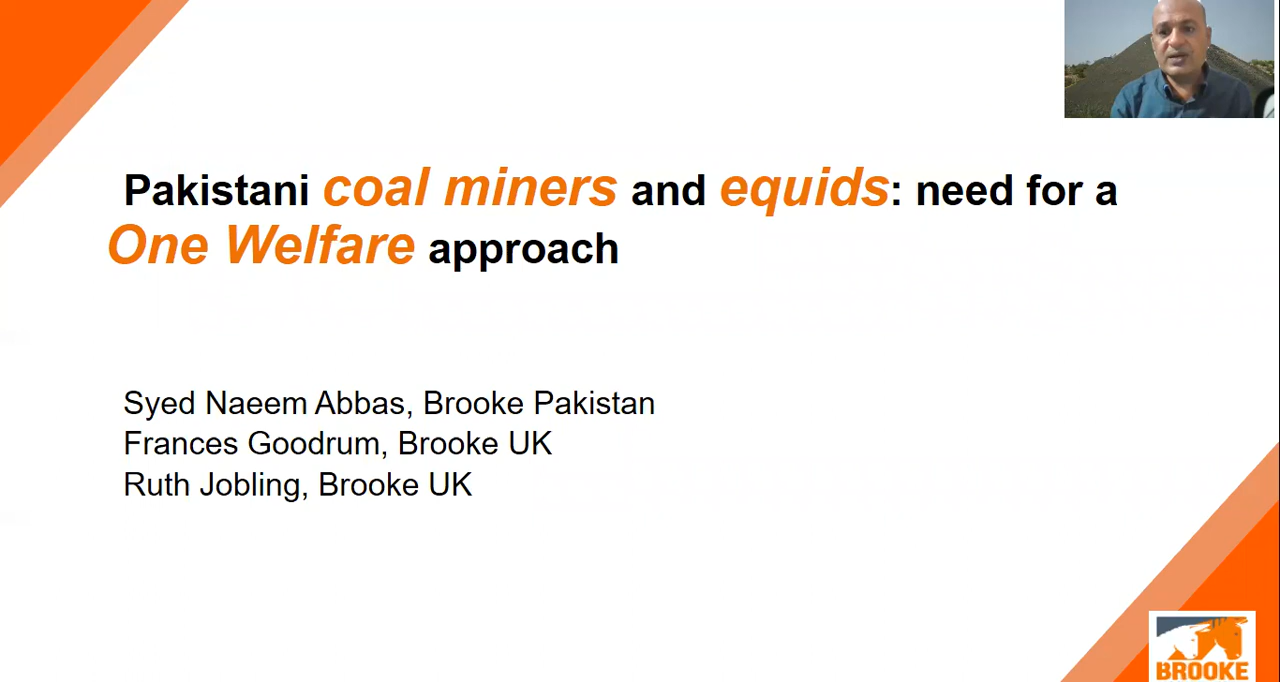 Pakistani coal miners and equids: need for a
One Welfare approach
Syed Naeem Abbas, Brooke Pakistan
Frances Goodrum, Brooke UK
Ruth Jobling, Brooke UK
BROOKE